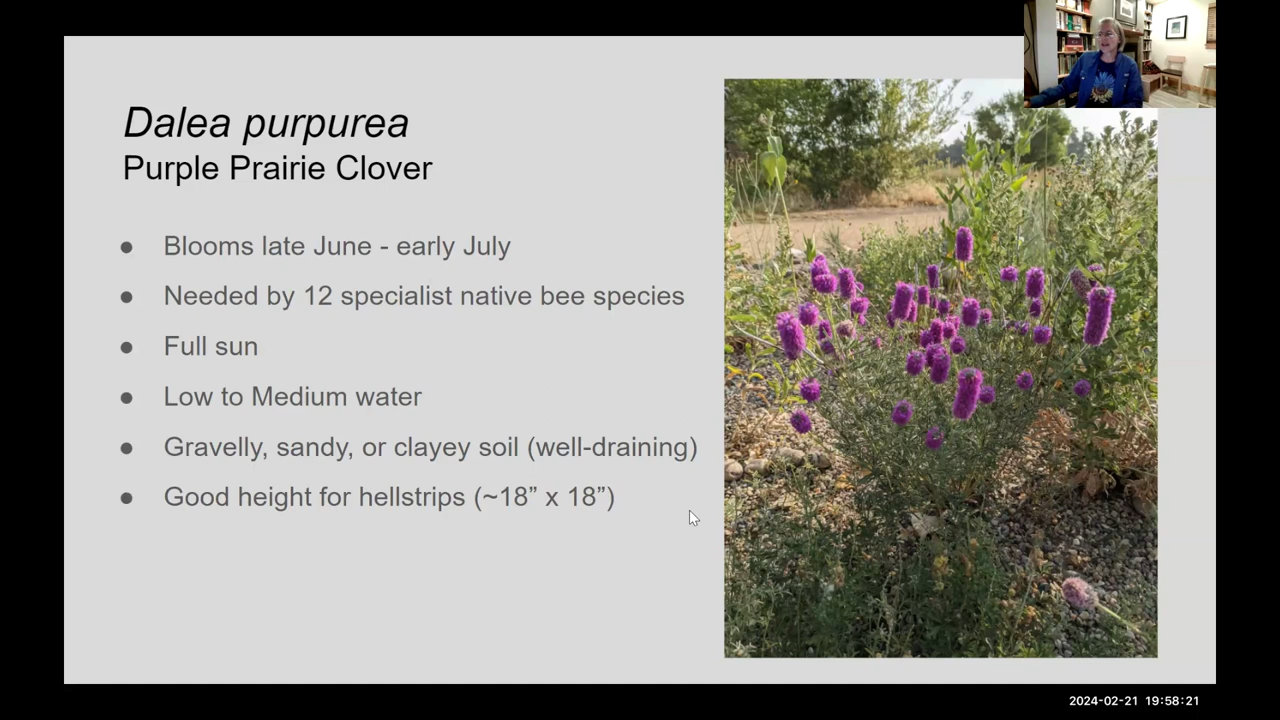 Dalea purpurea
Purple Prairie Clover
● Blooms late June - early July
● Needed by 12 specialist native bee species
● Full sun
● Low to Medium water
● Gravelly, sandy, or clayey soil (well-draining)
● Good height for hellstrips (~18” x 18”)
2024-02-21 19:58:21